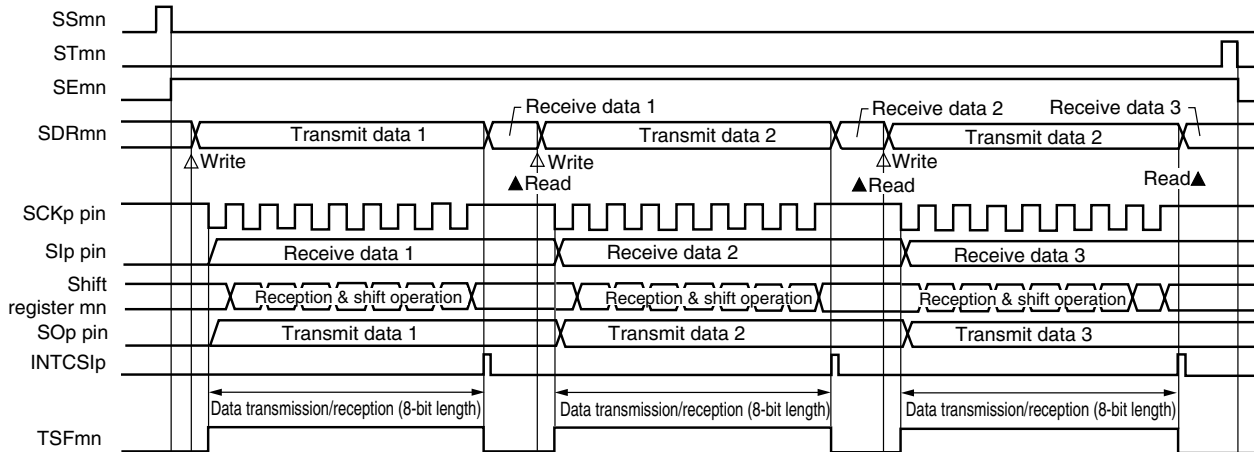 SSmn
STmn
SEmn
Receive data 1
Receive data 2
Receive data 3
SDRmn
Transmit data 1
Transmit data 2
Transmit data 2
△Write
△Write
△Write
▲Read
▲Read
Read▲
SCKp pin
SIp pin
Receive data 1
Receive data 2
Receive data 3
Shift
register mn
Reception & shift operation
Reception & shift operation
Reception & shift operation
SOp pin
Transmit data 1
Transmit data 2
Transmit data 3
INTCSIp
Data transmission/reception (8-bit length)
Data transmission/reception (8-bit length)
Data transmission/reception (8-bit length)
TSFmn